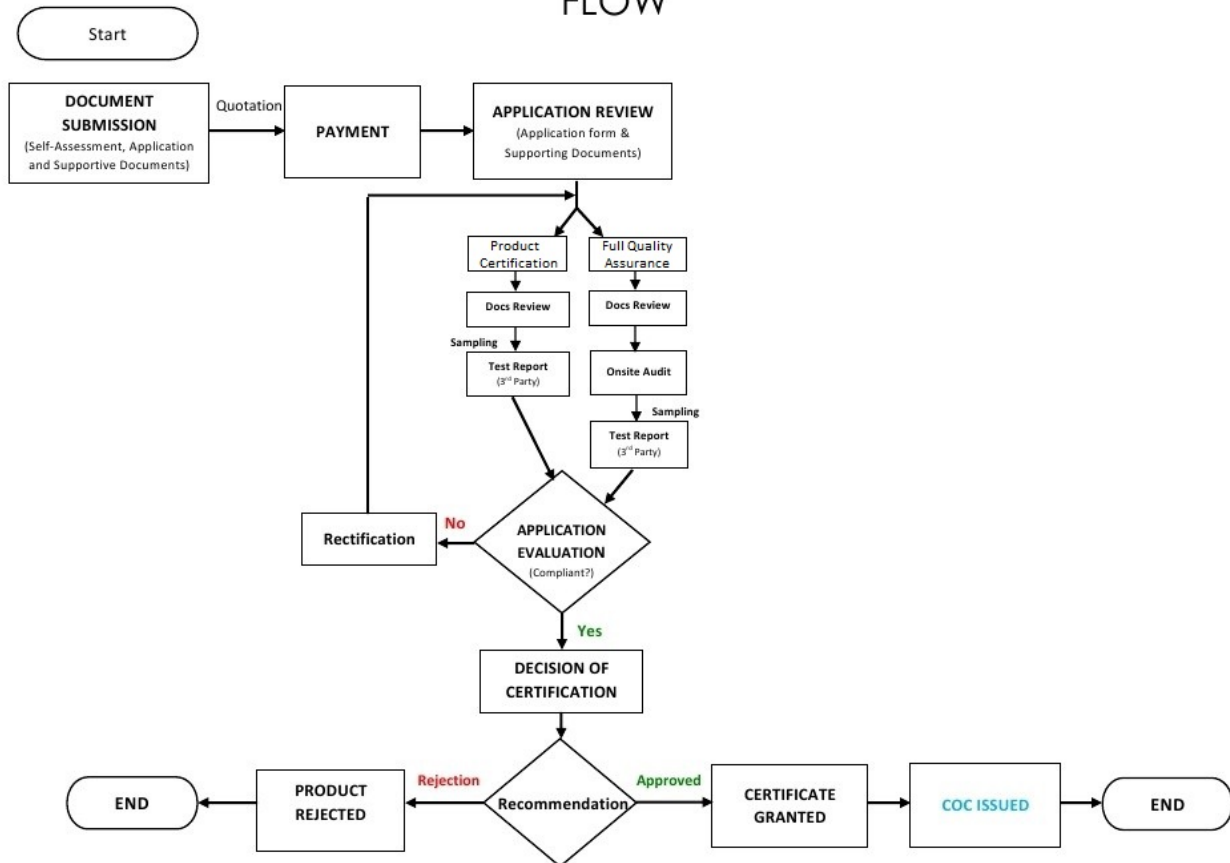 FLOW
Start
DOCUMENT
SUBMISSION
(Self-Assessment, Application
and Supportive Documents)
Quotation
PAYMENT
APPLICATION REVIEW
(Application form &
Supporting Documents)
Product
Certification
Full Quality
Assurance
Docs Review
Docs Review
Sampling
Test Report
(3rd Party)
Onsite Audit
Sampling
Test Report
(3rd Party)
APPLICATION
EVALUATION
(Compliant?)
No
Rectification
Yes
DECISION OF
CERTIFICATION
Recommendation
Rejection
PRODUCT
REJECTED
END
Approved
CERTIFICATE
GRANTED
COC ISSUED
END